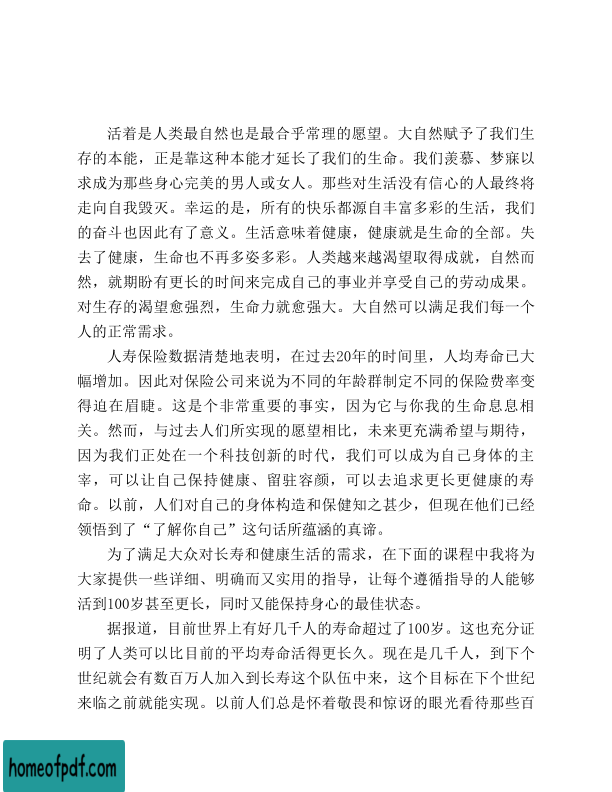 活着是人类最自然也是最合乎常理的愿望。大自然赋予了我们生
存的本能，正是靠这种本能才延长了我们的生命。我们羡慕、梦寐以
求成为那些身心完美的男人或女人。那些对生活没有信心的人最终将
走向自我毁灭。幸运的是，所有的快乐都源自丰富多彩的生活，我们
的奋斗也因此有了意义。生活意味着健康，健康就是生命的全部。失
去了健康，生命也不再多姿多彩。人类越来越渴望取得成就，自然而
然，就期盼有更长的时间来完成自己的事业并享受自己的劳动成果。
对生存的渴望愈强烈，生命力就愈强大。大自然可以满足我们每一个
人的正常需求。
人寿保险数据清楚地表明，在过去20年的时间里，人均寿命已大
幅增加。因此对保险公司来说为不同的年龄群制定不同的保险费率变
得迫在眉睫。这是个非常重要的事实，因为它与你我的生命息息相
关。然而，与过去人们所实现的愿望相比，未来更充满希望与期待，
因为我们正处在一个科技创新的时代，我们可以成为自己身体的主
宰，可以让自己保持健康、留驻容颜，可以去追求更长更健康的寿
命。以前，人们对自己的身体构造和保健知之甚少，但现在他们已经
领悟到了“了解你自己”这句话所蕴涵的真谛。
为了满足大众对长寿和健康生活的需求，在下面的课程中我将为
大家提供一些详细、明确而又实用的指导，让每个遵循指导的人能够
活到100岁甚至更长，同时又能保持身心的最佳状态。
据报道，目前世界上有好几千人的寿命超过了100岁。这也充分证
明了人类可以比目前的平均寿命活得更长久。现在是几千人，到下个
世纪就会有数百万人加入到长寿这个队伍中来，这个目标在下个世纪
来临之前就能实现。以前人们总是怀着敬畏和惊讶的眼光看待那些百
homeofpdf.com